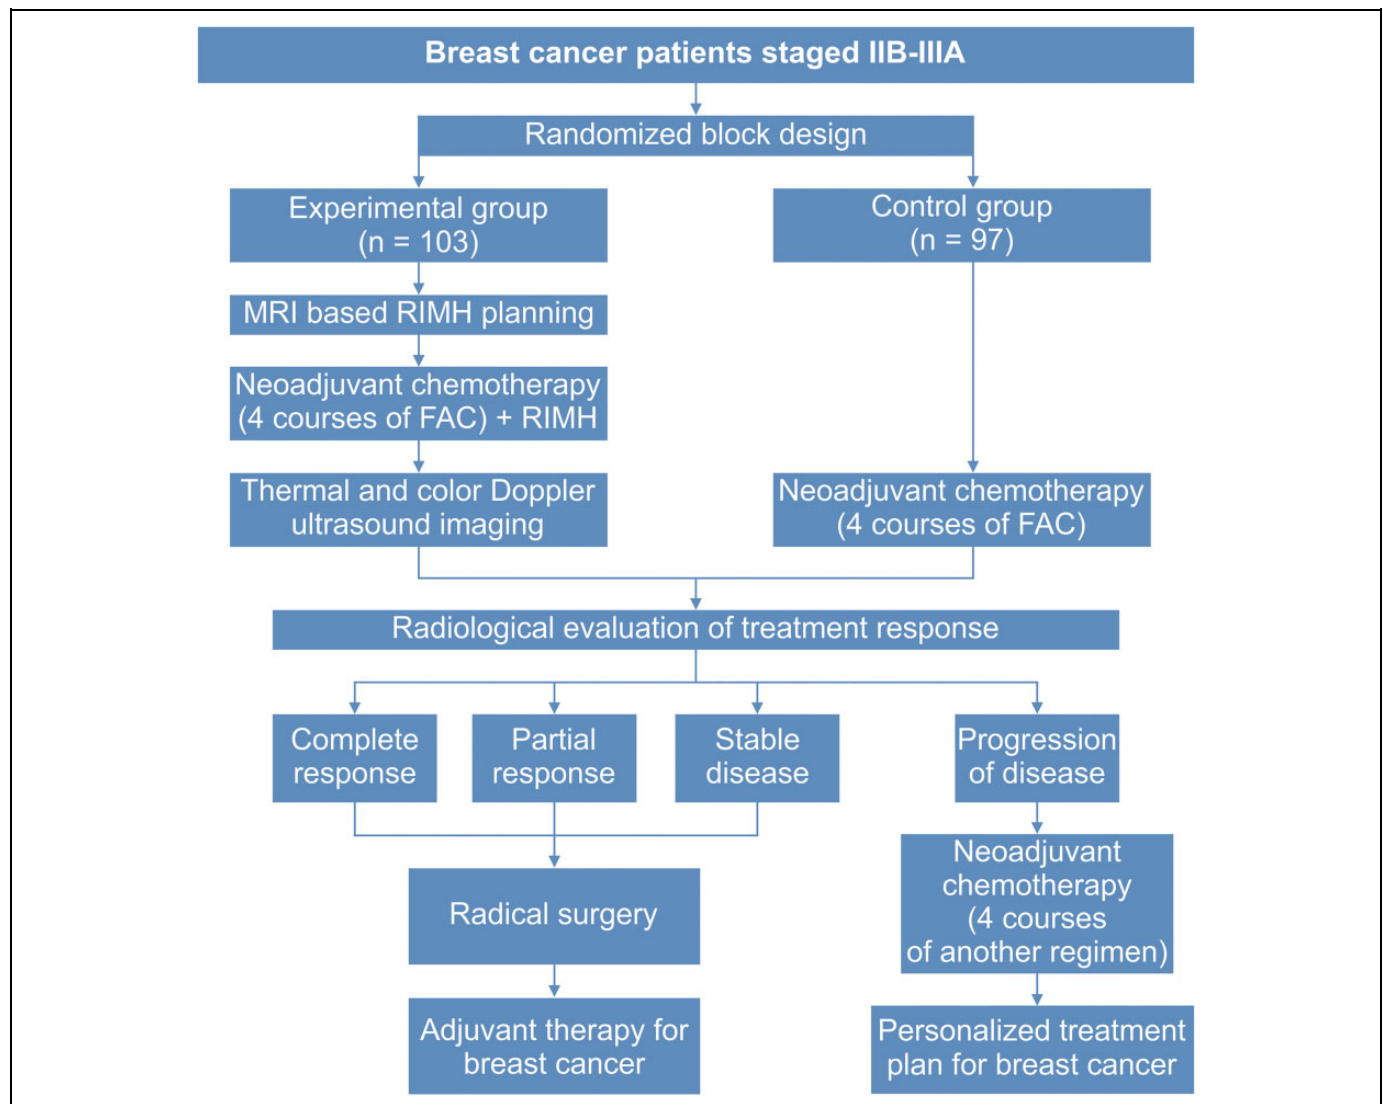 Breast cancer patients staged IIB-IIIA
Randomized block design
Experimental group
(n = 103)
Control group
(n = 97)
MRI based RIMH planning
Neoadjuvant chemotherapy
(4 courses of FAC) + RIMH
Thermal and color Doppler
ultrasound imaging
Neoadjuvant chemotherapy
(4 courses of FAC)
Radiological evaluation of treatment response
Complete
response
Partial
response
Stable
disease
Progression
of disease
Radical surgery
Neoadjuvant
chemotherapy
(4 courses
of another regimen)
Adjuvant therapy for
breast cancer
Personalized treatment
plan for breast cancer